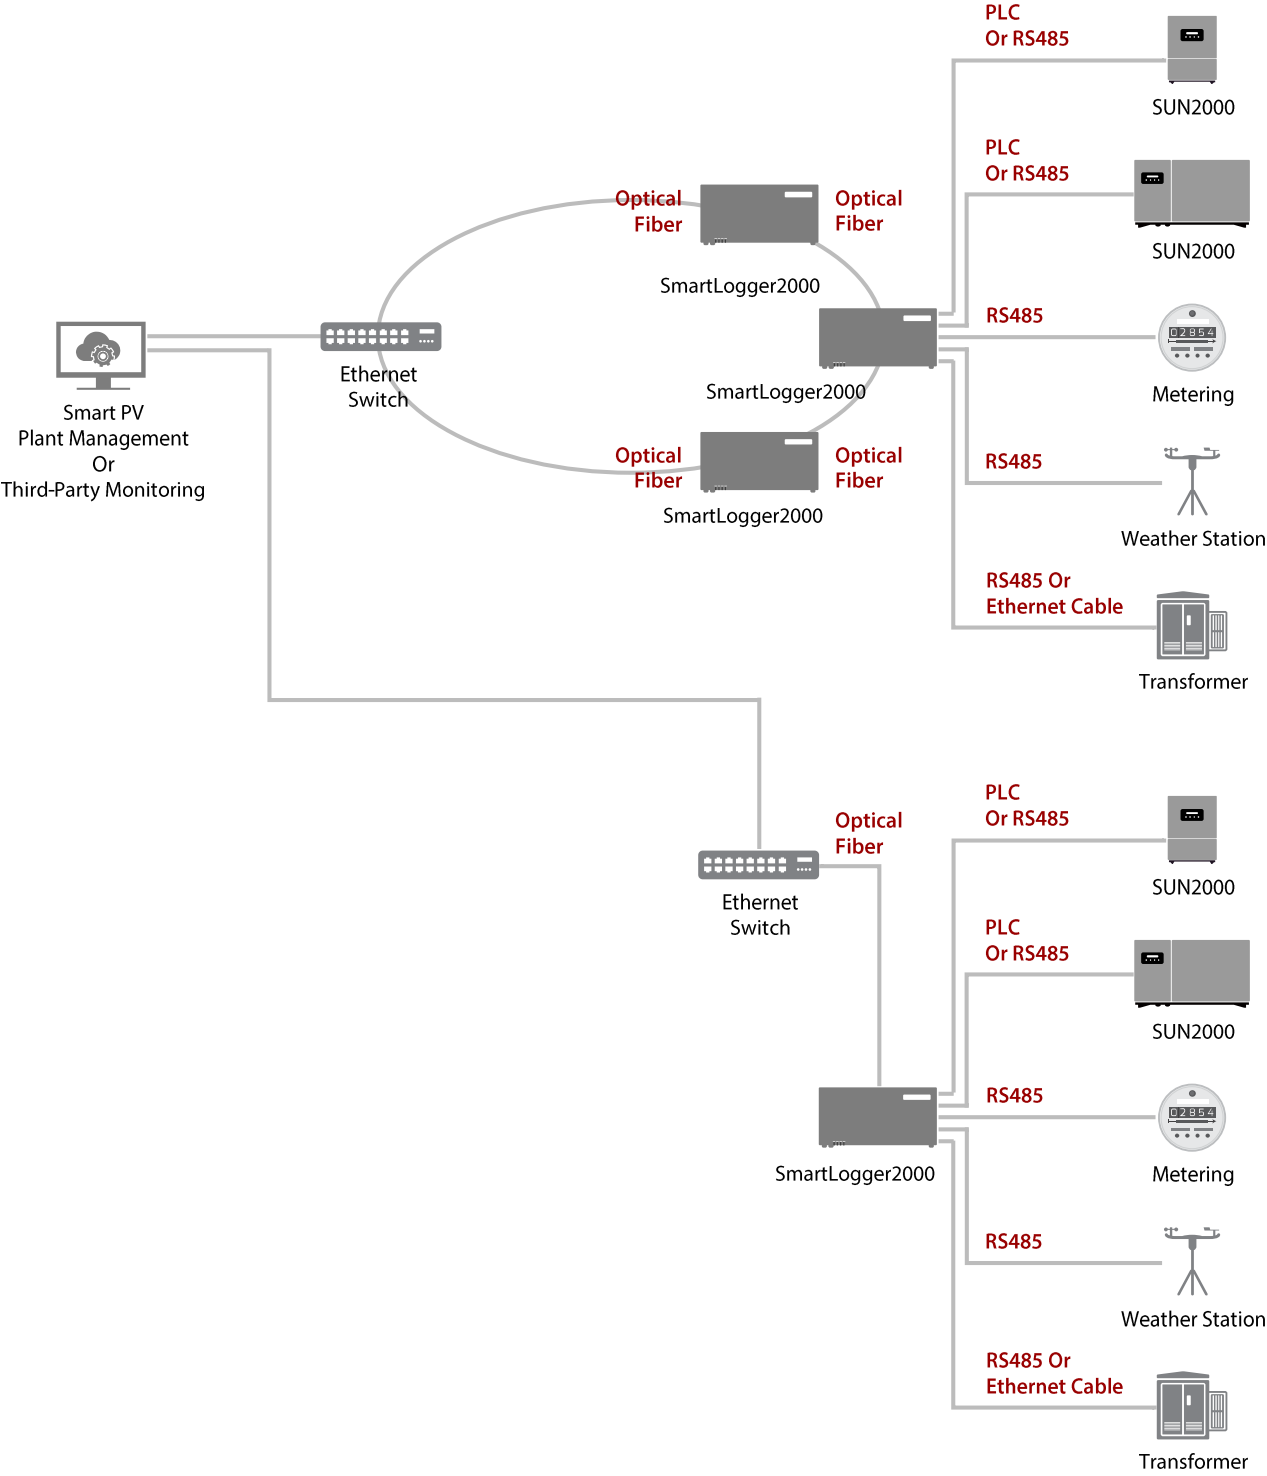 PLC
Or RS485
SUN2000
PLC
Or RS485
SUN2000
Optical
Fiber
Optical
Fiber
SmartLogger2000
RS485
02854
Metering
Ethernet
Switch
SmartLogger2000
Smart PV
Plant Management
Or
Third-Party Monitoring
Optical
Fiber
Optical
Fiber
SmartLogger2000
RS485
Weather Station
RS485 Or
Ethernet Cable
Transformer
PLC
Or RS485
SUN2000
Optical
Fiber
Ethernet
Switch
PLC
Or RS485
SUN2000
RS485
02854
Metering
SmartLogger2000
RS485
Weather Station
RS485 Or
Ethernet Cable
Transformer